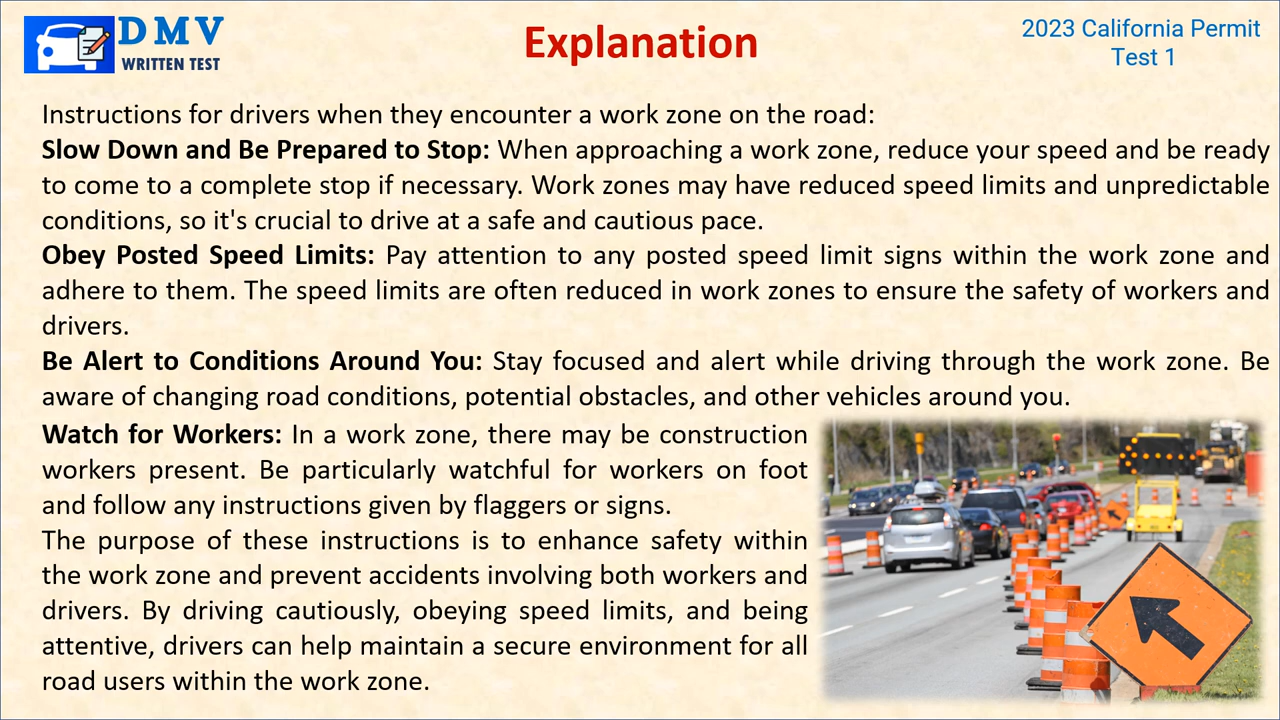 DMV
WRITTEN TEST
Explanation
2023 California Permit
Test 1
Instructions for drivers when they encounter a work zone on the road:
Slow Down and Be Prepared to Stop: When approaching a work zone, reduce your speed and be ready
to come to a complete stop if necessary. Work zones may have reduced speed limits and unpredictable
conditions, so it's crucial to drive at a safe and cautious pace.
Obey Posted Speed Limits: Pay attention to any posted speed limit signs within the work zone and
adhere to them. The speed limits are often reduced in work zones to ensure the safety of workers and
drivers.
Be Alert to Conditions Around You: Stay focused and alert while driving through the work zone. Be
aware of changing road conditions, potential obstacles, and other vehicles around you.
Watch for Workers: In a work zone, there may be construction
workers present. Be particularly watchful for workers on foot
and follow any instructions given by flaggers or signs.
The purpose of these instructions is to enhance safety within
the work zone and prevent accidents involving both workers and
drivers. By driving cautiously, obeying speed limits, and being
attentive, drivers can help maintain a secure environment for all
road users within the work zone.